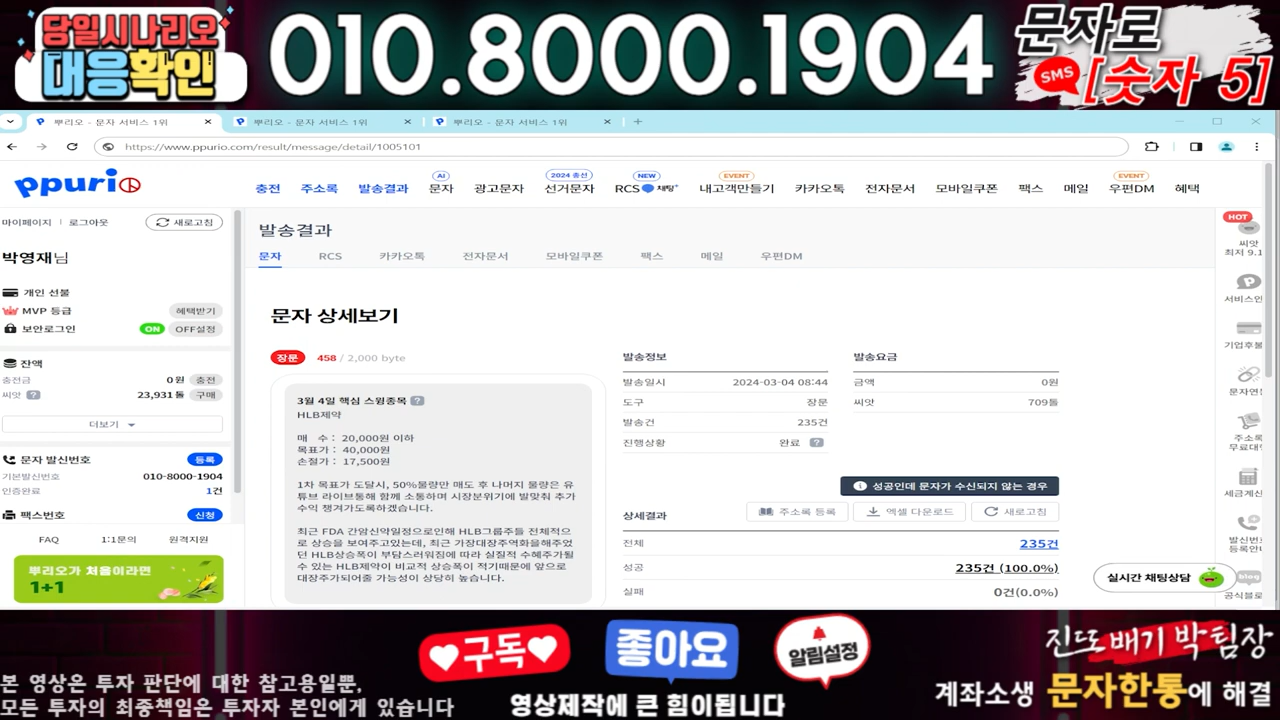 당일시나리오
대응확인
010.8000.1904
문자로
SMS
[숫자 5]
뿌리오 - 문자 서비스 1위
뿌리오 - 문자 서비스 1위
뿌리오 - 문자 서비스 1위
https://www.ppurio.com/result/message/detail/1005101
ppurio
충전
주소록
발송결과
AI
문자
광고문자
2024 총선
선거문자
NEW
RCS 채팅+
EVENT
내고객만들기
카카오톡
전자문서
모바일쿠폰
팩스
메일
EVENT
우편DM
혜택
마이페이지 | 로그아웃
새로고침
박영재님
개인 선불
MVP 등급
혜택받기
보안로그인
ON
OFF설정
잔액
충전금
0 원
충전
씨앗 ?
23,931 톨
구매
더보기
문자 발신번호
등록
기본발신번호
010-8000-1904
인증완료
1건
팩스번호
신청
FAQ
1:1문의
원격지원
뿌리오가 처음이라면
1+1
발송결과
문자
RCS
카카오톡
전자문서
모바일쿠폰
팩스
메일
우편DM
문자 상세보기
장문
458 / 2,000 byte
3월 4일 핵심 스윙종목 ?
HLB제약
매 수 : 20,000원 이하
목표가 : 40,000원
손절가 : 17,500원
1차 목표가 도달시, 50%물량만 매도 후 나머지 물량은 유
튜브 라이브통해 함께 소통하며 시장분위기에 발맞춰 추가
수익 챙겨가도록하겠습니다.
최근 FDA 간암신약일정으로인해 HLB그룹주들 전체적으
로 상승을 보여주고있는데, 최근 가장대장주역화을해주었
던 HLB상승폭이 부담스러워짐에 따라 실질적 수혜주가될
수 있는 HLB제약이 비교적 상승폭이 적기때문에 앞으로
대장주가되어줄 가능성이 상당히 높습니다.
발송정보
발송일시
2024-03-04 08:44
도구
장문
발송건
235건
진행상황
완료 ?
발송요금
금액
0원
씨앗
709톨
성공인데 문자가 수신되지 않는 경우
상세결과
주소록 등록
엑셀 다운로드
새로고침
전체
235건
성공
235건 (100.0%)
실패
0건(0.0%)
HOT
씨앗
최저 9.1
서비스인
기업후불
문자연동
주소록
무료대행
세금계산
발신번호
등록안내
blog
공식블로
실시간 채팅상담
본 영상은 투자 판단에 대한 참고용일뿐,
모든 투자의 최종책임은 투자자 본인에게 있습니다
구독
좋아요
알림설정
영상제작에 큰 힘이됩니다
진또배기 박팀장
계좌소생 문자한통에 해결